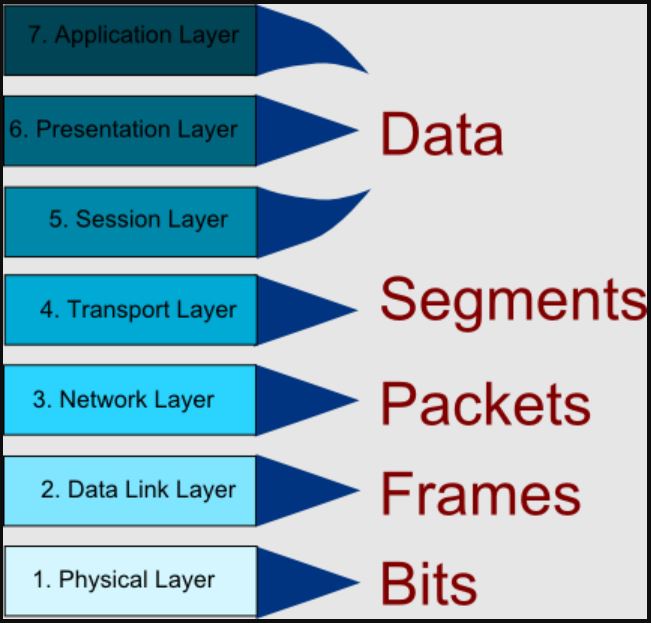 7. Application Layer
6. Presentation Layer
Data
5. Session Layer
4. Transport Layer
Segments
3. Network Layer
Packets
2. Data Link Layer
Frames
1. Physical Layer
Bits